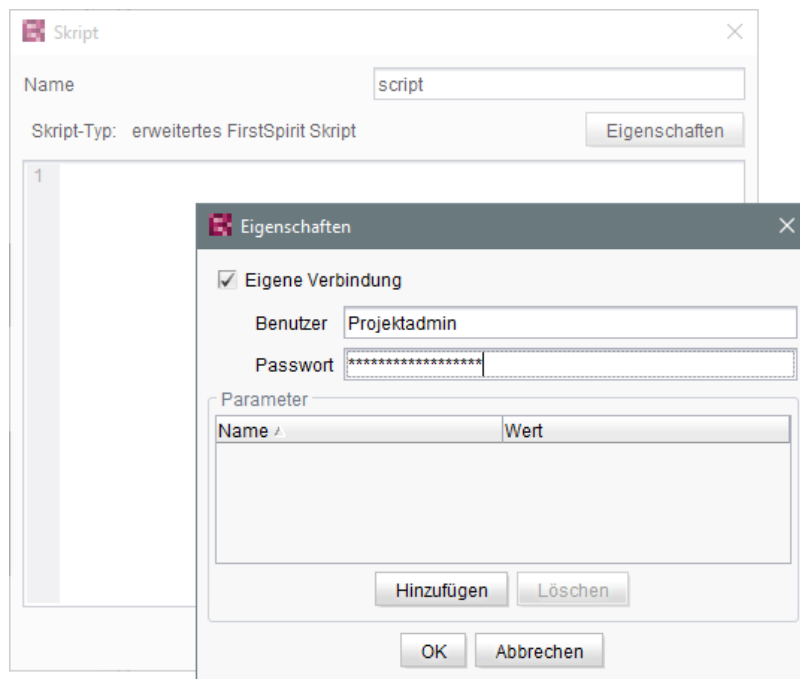 Skript
Name script
Skript-Typ: erweitertes FirstSpirit Skript Eigenschaften
1
Eigenschaften
Eigene Verbindung
Benutzer Projektadmin
Passwort ******************
Parameter
Name Wert
Hinzufügen Löschen
OK Abbrechen